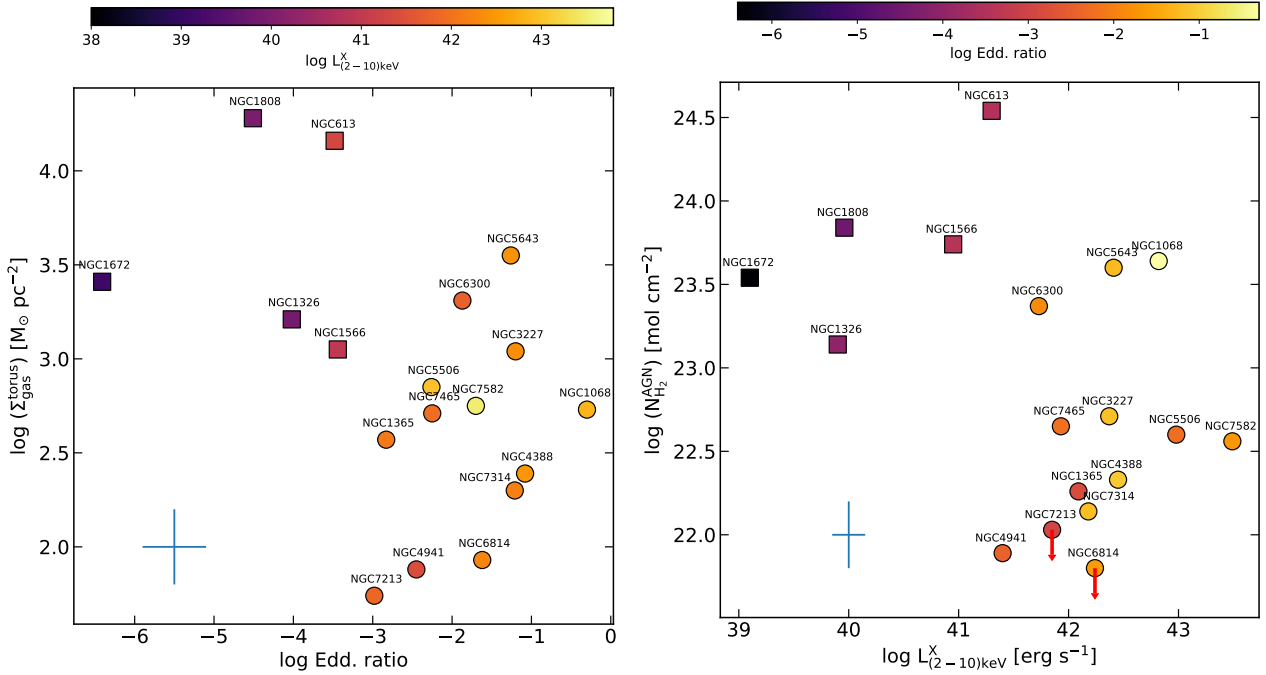 38 39 40 41 42 43
log L^X_(2−10)keV
NGC1808
NGC613
NGC5643
NGC1672
NGC6300
NGC1326
NGC1566
NGC3227
NGC5506
NGC7582
NGC7465
NGC1068
NGC1365
NGC4388
NGC7314
NGC6814
NGC4941
NGC7213
4.0
3.5
3.0
2.5
2.0
log (Σ^torus_gas) [M_⊙ pc^−2]
−6 −5 −4 −3 −2 −1 0
log Edd. ratio
−6 −5 −4 −3 −2 −1
log Edd. ratio
NGC613
NGC1808
NGC1566
NGC1068
NGC5643
NGC1672
NGC6300
NGC1326
NGC3227
NGC7465
NGC5506
NGC7582
NGC1365
NGC4388
NGC7314
NGC7213
NGC4941
NGC6814
24.5
24.0
23.5
23.0
22.5
22.0
log (N^AGN_H₂) [mol cm^−2]
39 40 41 42 43
log L^X_(2−10)keV [erg s^−1]